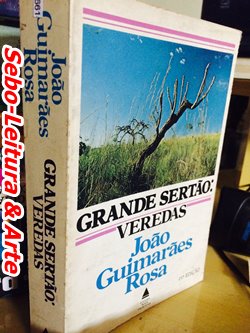 Sebo-Leitura & Arte
João
Guimarães
Rosa
GRANDE SERTÃO:
VEREDAS
GRANDE SERTÃO:
VEREDAS
João
Guimarães
Rosa